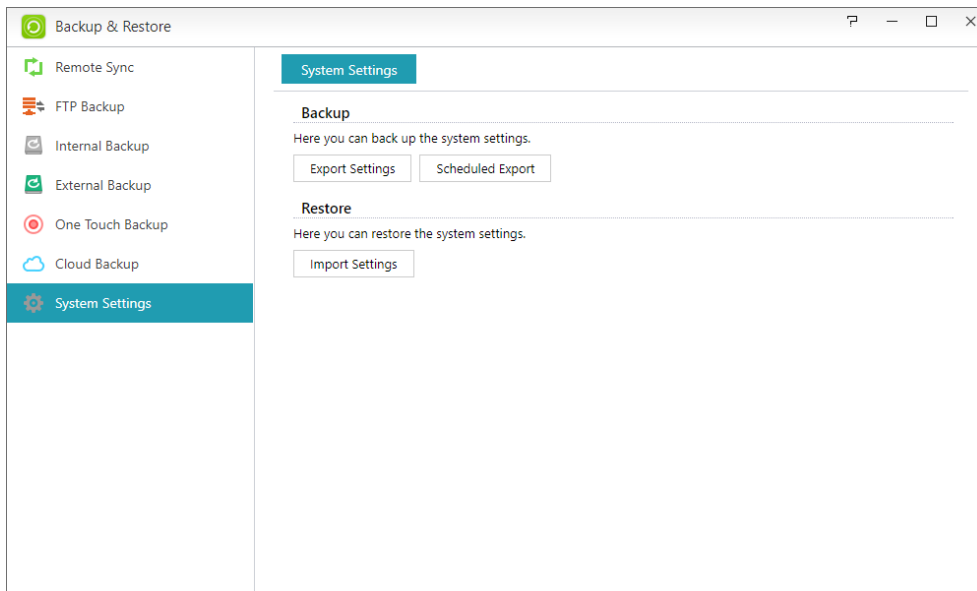 Backup & Restore
Remote Sync
FTP Backup
Internal Backup
External Backup
One Touch Backup
Cloud Backup
System Settings
System Settings
Backup
Here you can back up the system settings.
Export Settings
Scheduled Export
Restore
Here you can restore the system settings.
Import Settings